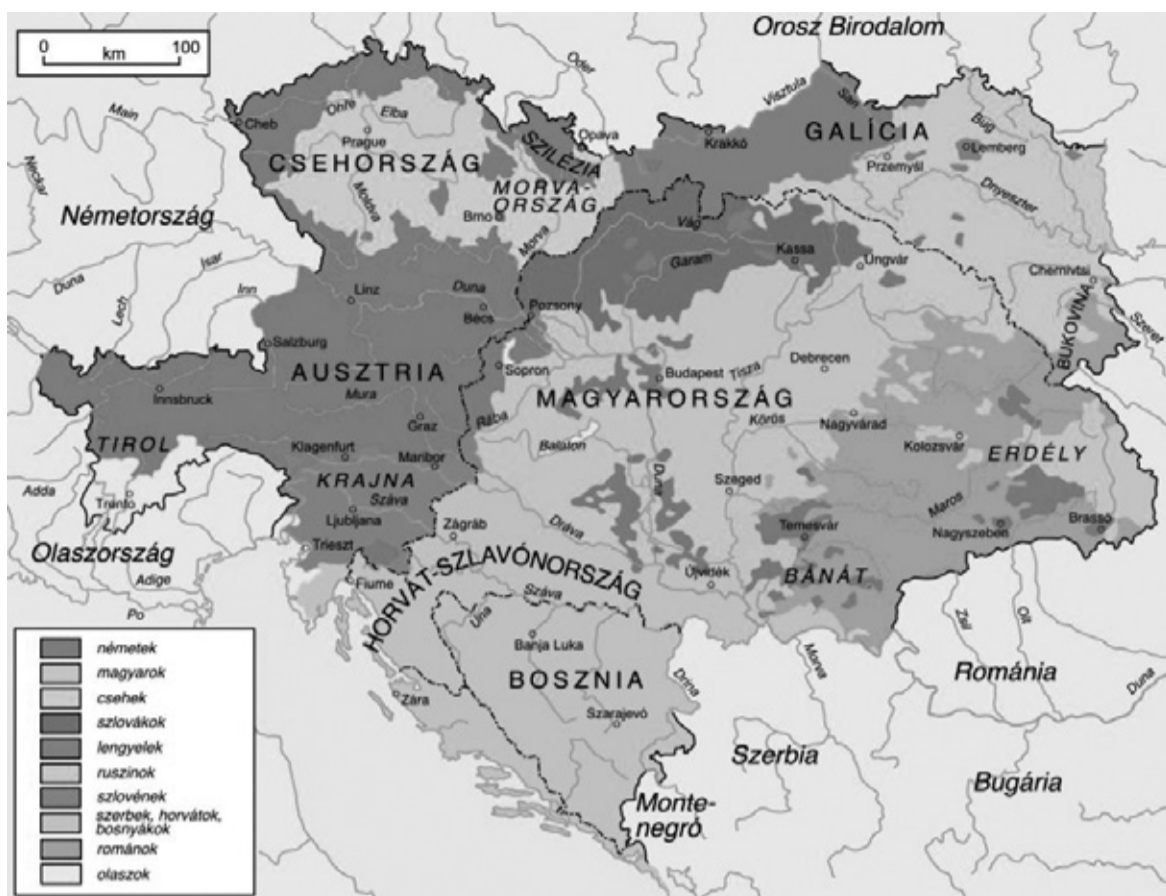 0 100
km
Orosz Birodalom
Oder
Visztula
San
Main
Ohře
Elba
Cheb
Prague
Opava
Krakkó
GALÍCIA
Bug
Lemberg
Przemyśl
Neckar
CSEHORSZÁG
SZILÉZIA
MORVA-
ORSZÁG
Moldva
Brno
Dnyeszter
Németország
Morva
Vág
Kassa
Garam
Ungvár
Isar
Duna
Lech
Inn
Linz
Duna
Bécs
Pozsony
Chernivtsi
BUKOVINA
Szeret
Salzburg
AUSZTRIA
Sopron
Budapest
Tisza
Debrecen
Innsbruck
Mura
MAGYARORSZÁG
Graz
Rába
Körös
Nagyvárad
Kolozsvár
TIROL
Klagenfurt
Maribor
Balaton
ERDÉLY
KRAJNA
Adda
Trento
Száva
Duna
Szeged
Maros
Ljubljana
Zágráb
Dráva
Temesvár
Nagyszeben
Brassó
Olaszország
Trieszt
Adige
Fiume
HORVÁT-SZLAVÓNORSZÁG
Újvidék
BÁNÁT
Po
Száva
Una
Banja Luka
Zsil
Olt
BOSZNIA
Drina
Morva
Románia
Duna
Zára
Szarajevó
Szerbia
Bugária
Monte-
negró
németek
magyarok
csehek
szlovákok
lengyelek
ruszinok
szlovének
szerbek, horvátok,
bosnyákok
románok
olaszok